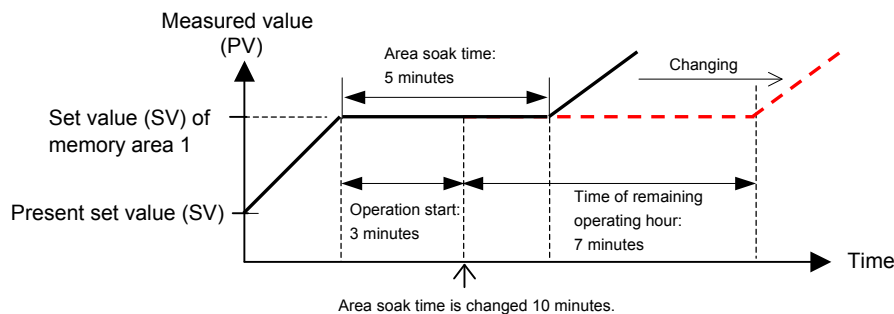 Measured value
(PV)
Area soak time:
5 minutes
Changing
Set value (SV) of
memory area 1
Present set value (SV)
Operation start:
3 minutes
Time of remaining
operating hour:
7 minutes
Time
Area soak time is changed 10 minutes.